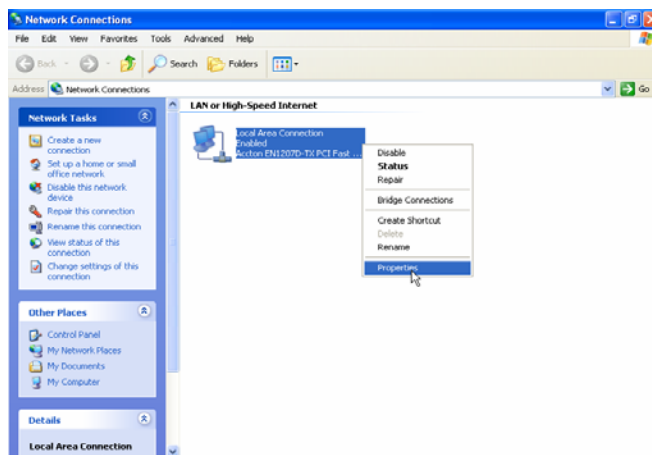 Network Connections
File Edit View Favorites Tools Advanced Help
Back Search Folders
Address Network Connections Go
Network Tasks
Create a new
connection
Set up a home or small
office network
Disable this network
device
Repair this connection
Rename this connection
View status of this
connection
Change settings of this
connection
Other Places
Control Panel
My Network Places
My Documents
My Computer
Details
Local Area Connection
LAN or High-Speed Internet
Local Area Connection
Enabled
Accton EN1207D-TX PCI Fast ...
Disable
Status
Repair
Bridge Connections
Create Shortcut
Delete
Rename
Properties